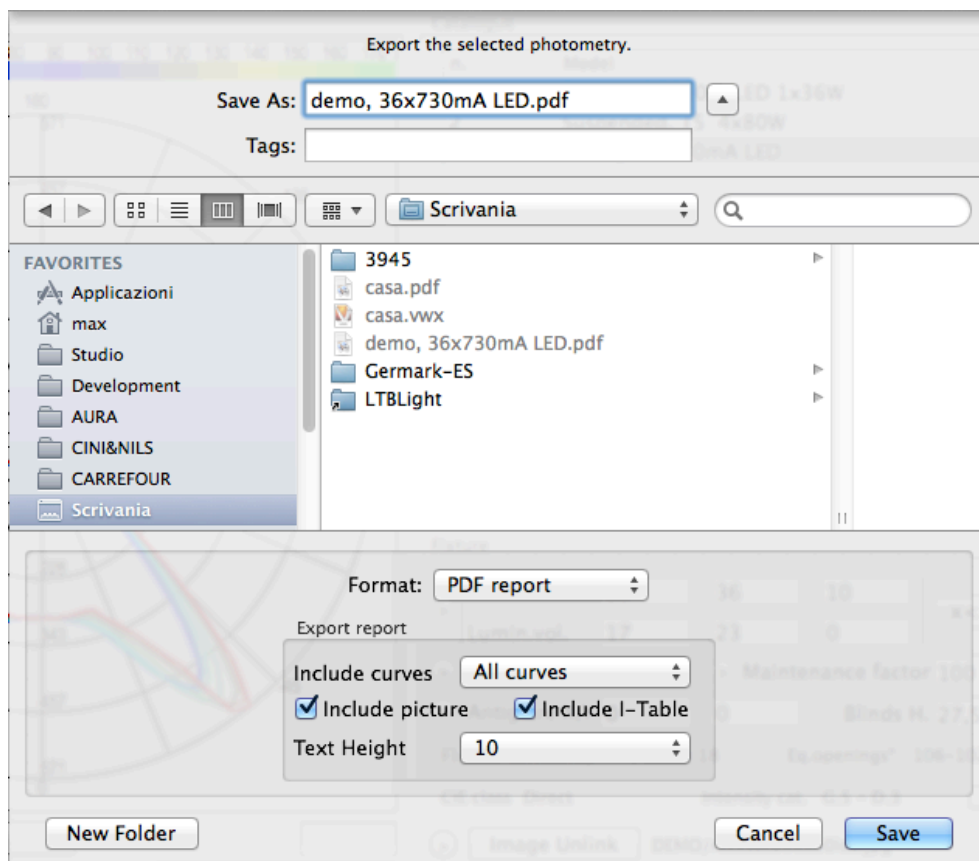 Export the selected photometry.
Save As: demo, 36x730mA LED.pdf
Tags:
Scrivania
FAVORITES
Applicazioni
max
Studio
Development
AURA
CINI&NILS
CARREFOUR
Scrivania
3945
casa.pdf
casa.vwx
demo, 36x730mA LED.pdf
Germark-ES
LTBLight
Format: PDF report
Export report
Include curves All curves
Include picture Include I-Table
Text Height 10
New Folder Cancel Save